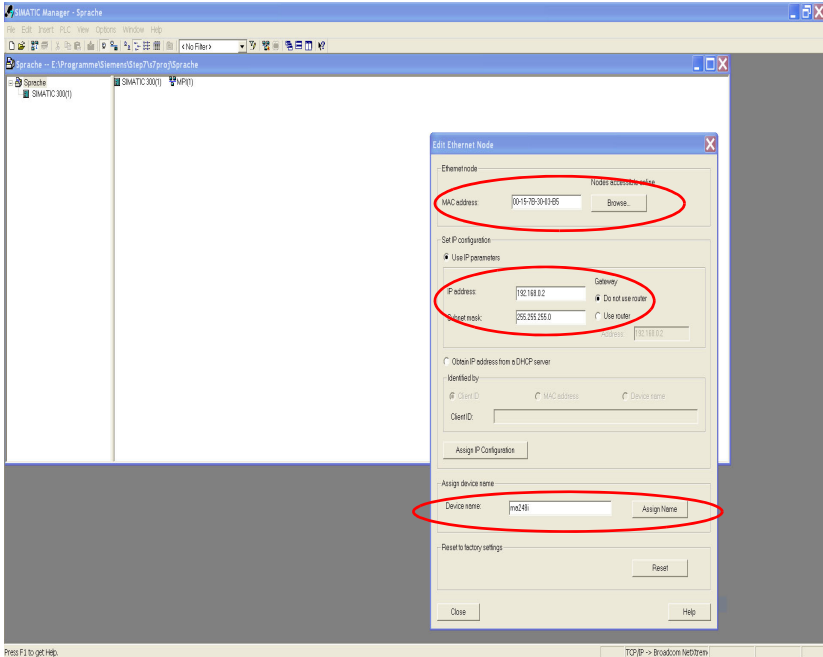 SIMATIC Manager - Sprache
File Edit Insert PLC View Options Window Help
<No Filter>
Sprache -- E:\Programme\Siemens\Step7\s7proj\Sprache
Sprache
SIMATIC 300(1)
SIMATIC 300(1) MPI(1)
Edit Ethernet Node
Ethernet node
Nodes accessible online
MAC address: 00-15-7B-30-03-B5 Browse...
Set IP configuration
Use IP parameters
Gateway
IP address: 192.168.0.2 Do not use router
Subnet mask: 255.255.255.0 Use router
Address: 192.168.0.2
Obtain IP address from a DHCP server
Identified by
Client ID MAC address Device name
Client ID:
Assign IP Configuration
Assign device name
Device name: ma248i Assign Name
Reset to factory settings
Reset
Close Help
Press F1 to get Help. TCP/IP -> Broadcom NetXtrem